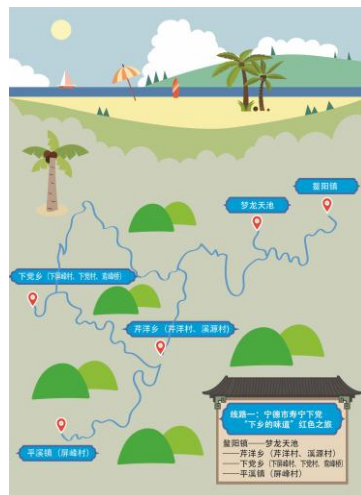 鳌阳镇
梦龙天池
下党乡（下屏峰村、下党村、鸾峰桥）
芹洋乡（芹洋村、溪源村）
平溪镇（屏峰村）
线路一：宁德市寿宁下党
“下乡的味道”红色之旅
鳌阳镇——梦龙天池
——芹洋乡（芹洋村、溪源村）
——下党乡（下屏峰村、下党村、鸾峰桥）
——平溪镇（屏峰村）